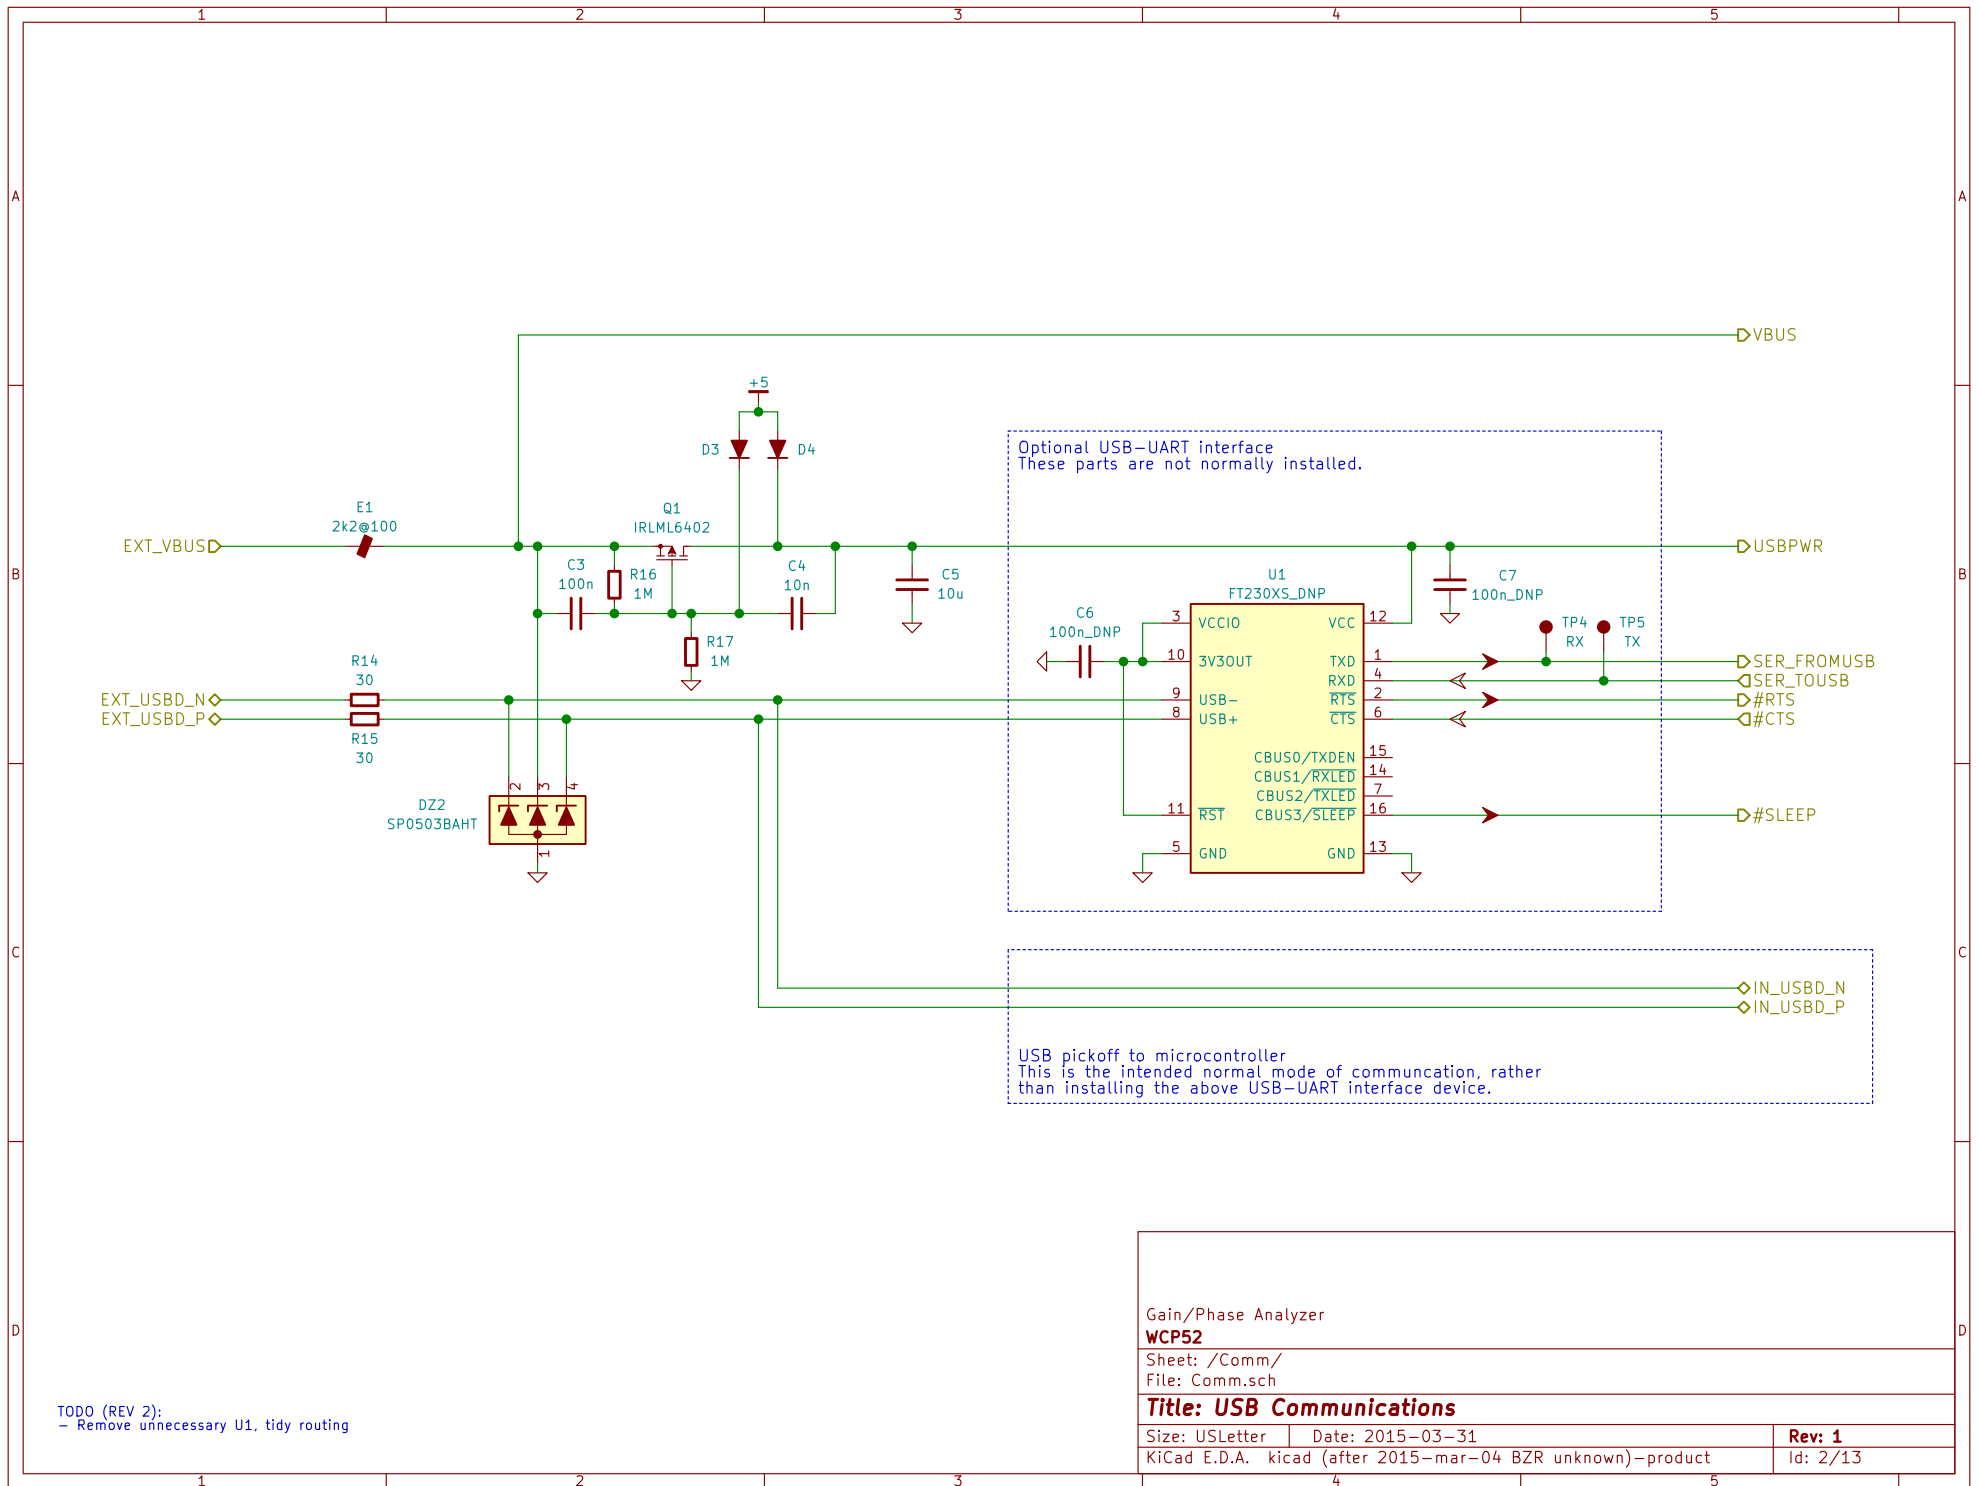 1 2 3 4 5
A A
VBUS
+5
D3 D4
Optional USB-UART interface
These parts are not normally installed.
E1
2k2@100
Q1
IRLML6402
EXT_VBUS
USBPWR
B B
C3
100n
R16
1M
C4
10n
C5
10u
U1
FT230XS_DNP
C7
100n_DNP
C6
100n_DNP
R17
1M
TP4
RX
TP5
TX
3 VCCIO VCC 12
10 3V3OUT TXD 1
SER_FROMUSB
RXD 4
SER_TOUSB
R14
30
EXT_USBD_N
9 USB- RTS 2
#RTS
EXT_USBD_P
8 USB+ CTS 6
#CTS
R15
30
CBUS0/TXDEN 15
CBUS1/RXLED 14
CBUS2/TXLED 7
11 RST CBUS3/SLEEP 16
#SLEEP
5 GND GND 13
2 3 4
DZ2
SP0503BAHT
1
C C
IN_USBD_N
IN_USBD_P
USB pickoff to microcontroller
This is the intended normal mode of communcation, rather
than installing the above USB-UART interface device.
D D
Gain/Phase Analyzer
WCP52
Sheet: /Comm/
File: Comm.sch
Title: USB Communications
Size: USLetter Date: 2015-03-31 Rev: 1
KiCad E.D.A. kicad (after 2015-mar-04 BZR unknown)-product Id: 2/13
TODO (REV 2):
- Remove unnecessary U1, tidy routing
1 2 3 4 5